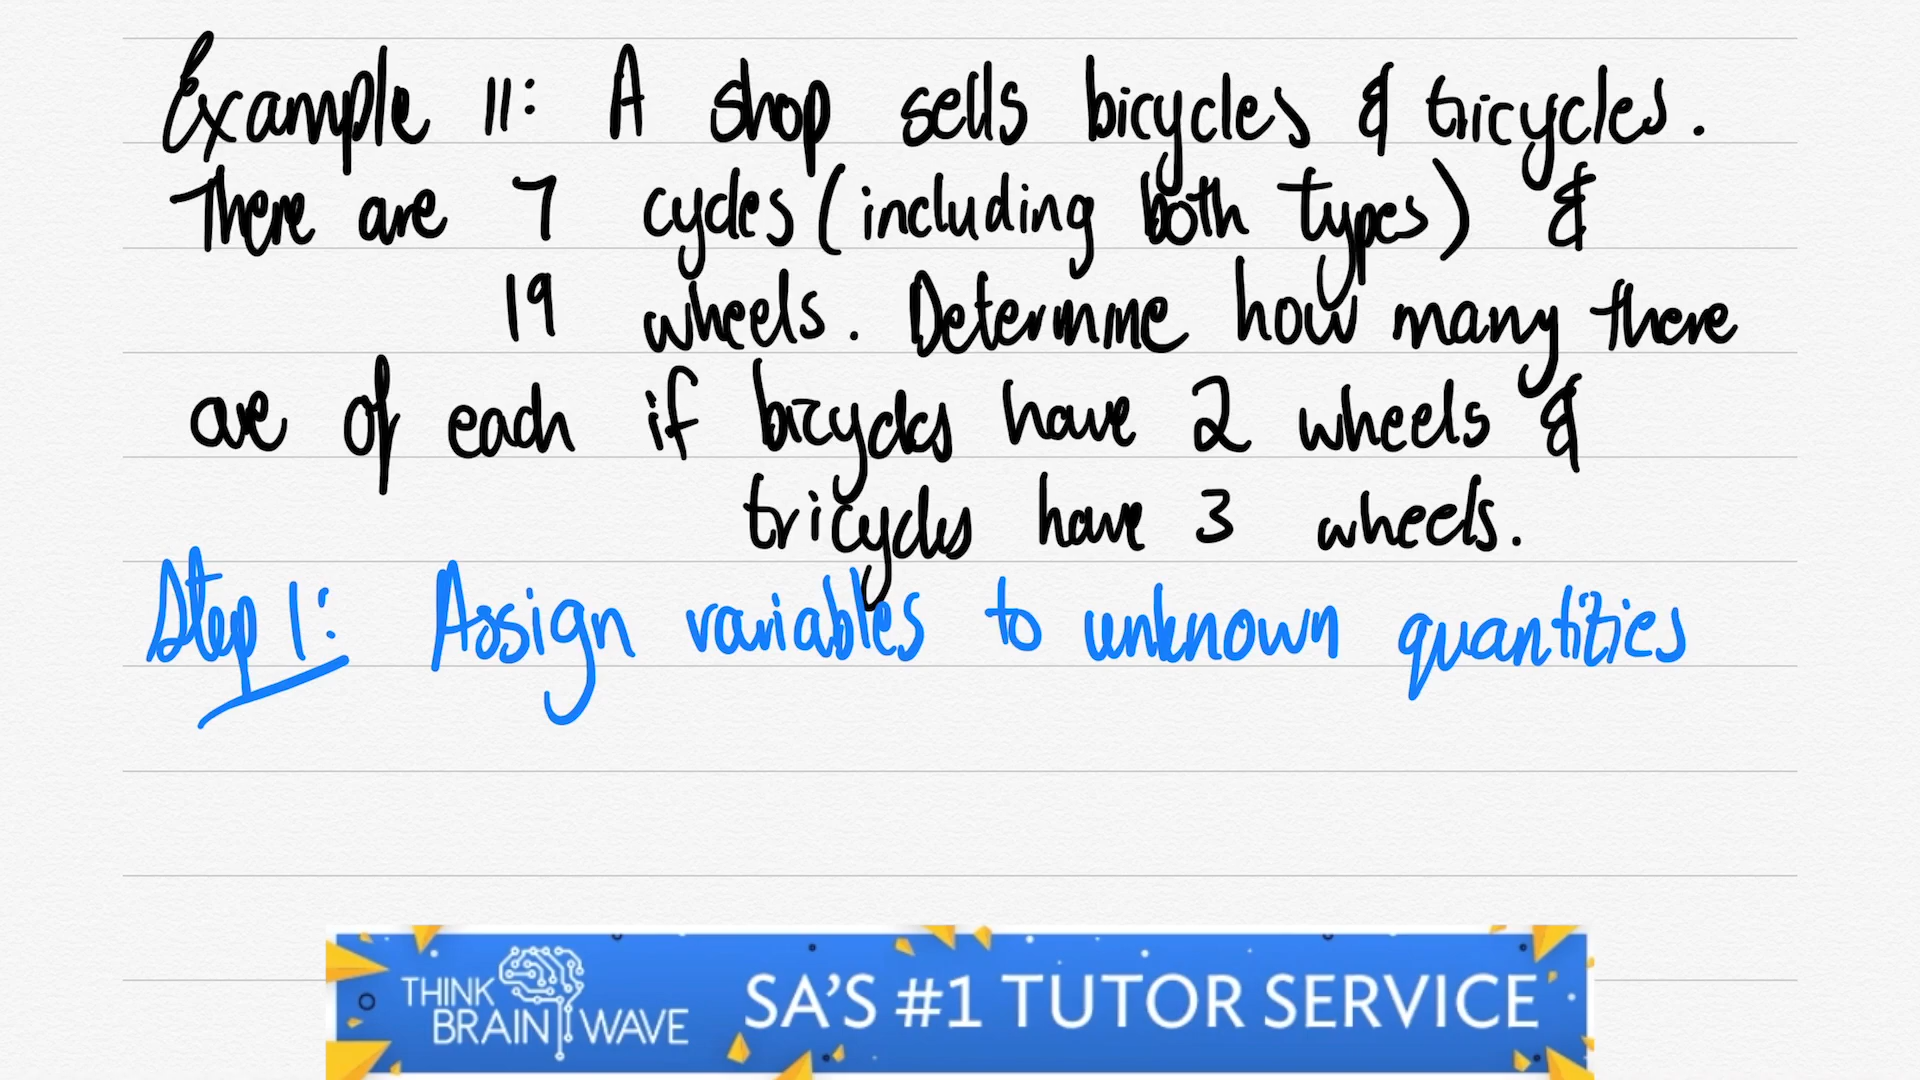 Example 11: A shop sells bicycles & tricycles.
There are 7 cycles (including both types) &
19 wheels. Determine how many there
are of each if bicycles have 2 wheels &
tricycles have 3 wheels.
Step 1: Assign variables to unknown quantities
THINK BRAIN WAVE
SA'S #1 TUTOR SERVICE